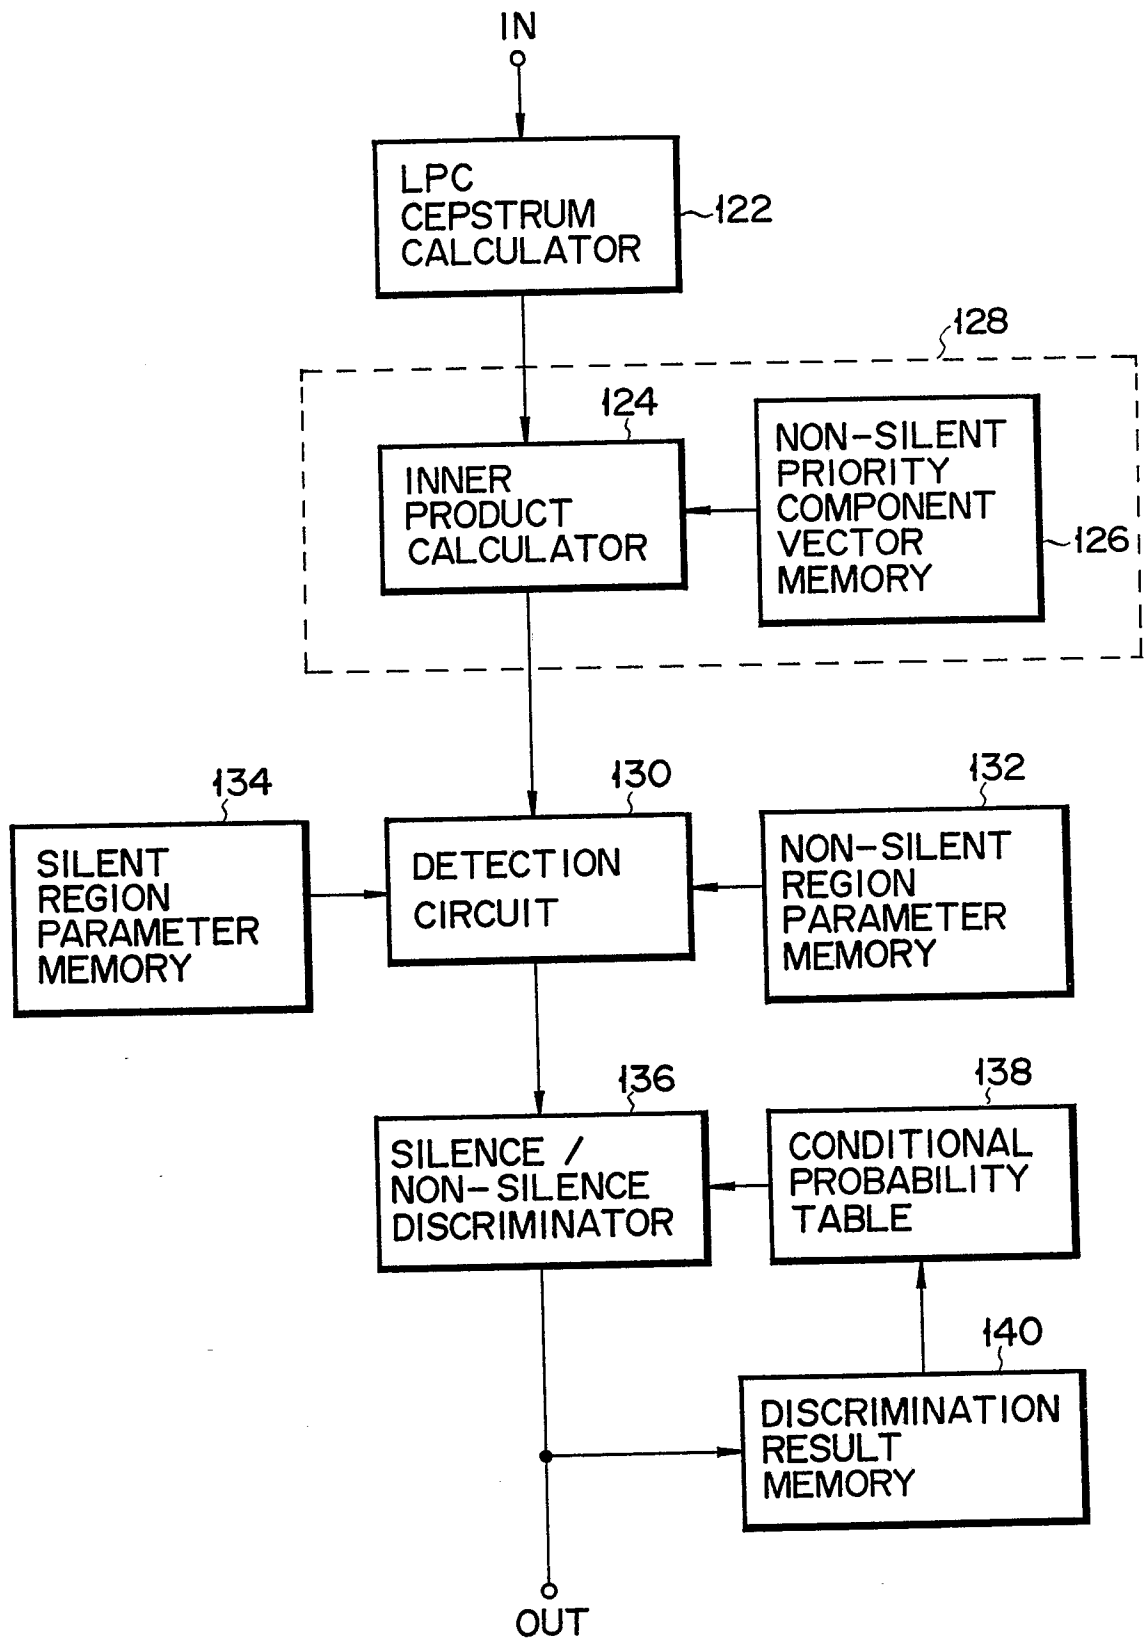 IN
LPC
CEPSTRUM
CALCULATOR
122
128
124
INNER
PRODUCT
CALCULATOR
NON-SILENT
PRIORITY
COMPONENT
VECTOR
MEMORY
126
134
SILENT
REGION
PARAMETER
MEMORY
130
DETECTION
CIRCUIT
132
NON-SILENT
REGION
PARAMETER
MEMORY
136
SILENCE /
NON-SILENCE
DISCRIMINATOR
138
CONDITIONAL
PROBABILITY
TABLE
140
DISCRIMINATION
RESULT
MEMORY
OUT